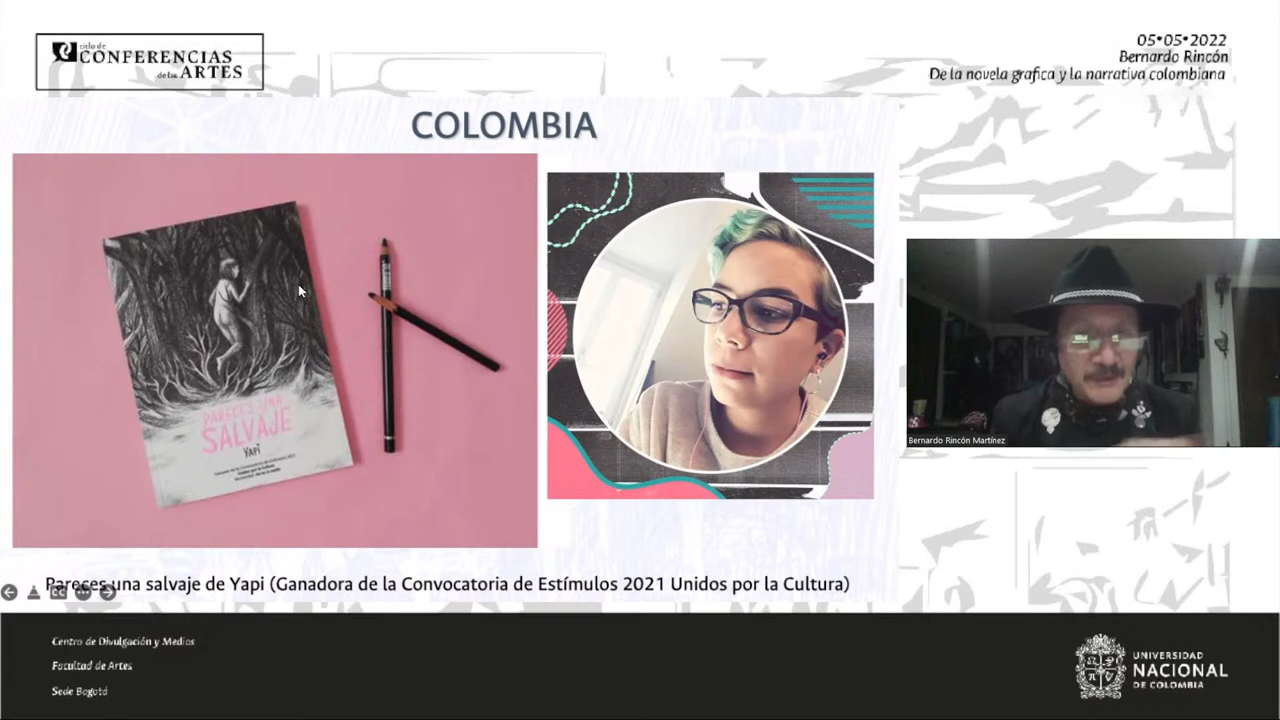 ciclo de
CONFERENCIAS
de las ARTES
05•05•2022
Bernardo Rincón
De la novela grafica y la narrativa colombiana
COLOMBIA
PARECES UNA
SALVAJE
YAPI
Bernardo Rincón Martínez
Pareces una salvaje de Yapi (Ganadora de la Convocatoria de Estímulos 2021 Unidos por la Cultura)
CC
Centro de Divulgación y Medios
Facultad de Artes
Sede Bogotá
UNIVERSIDAD
NACIONAL
DE COLOMBIA